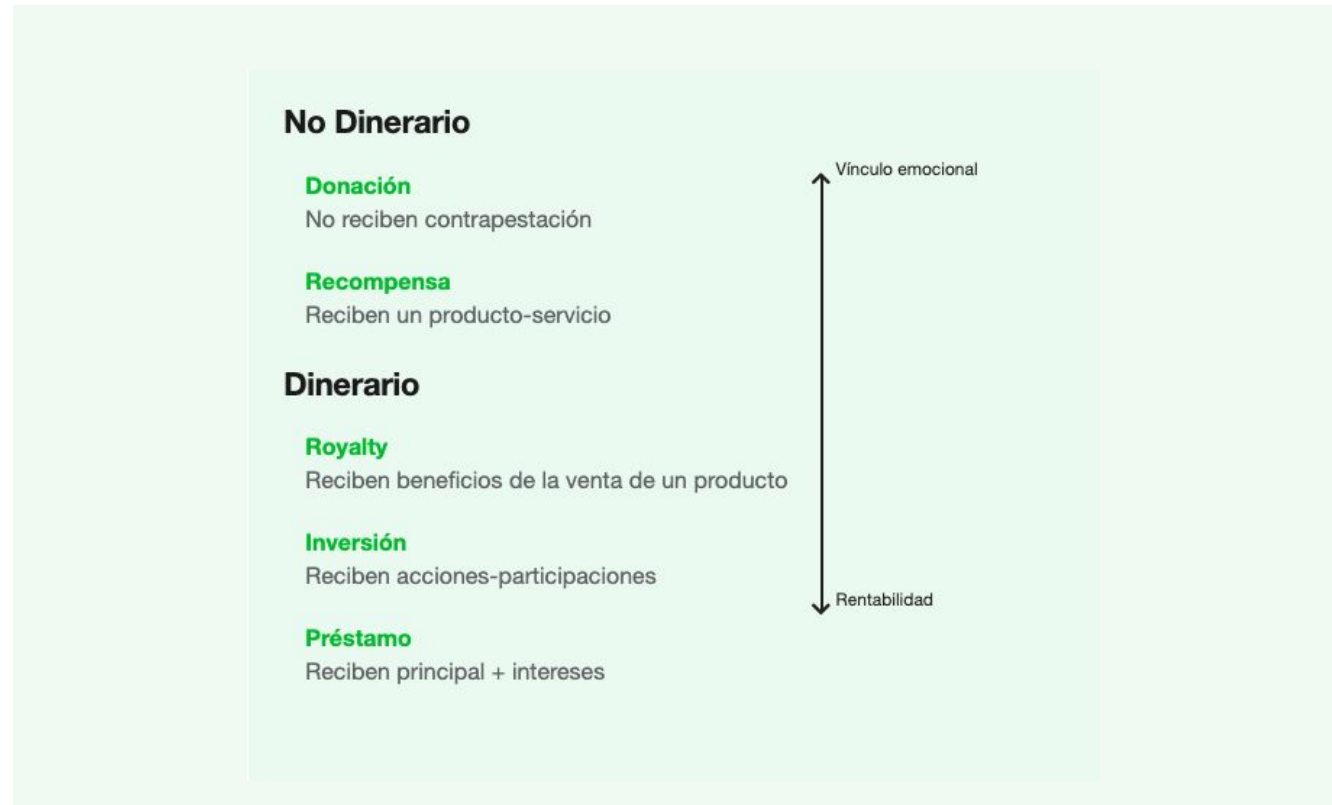 No Dinerario
Vínculo emocional
Donación
No reciben contrapestación
Recompensa
Reciben un producto-servicio
Dinerario
Royalty
Reciben beneficios de la venta de un producto
Inversión
Reciben acciones-participaciones
Rentabilidad
Préstamo
Reciben principal + intereses